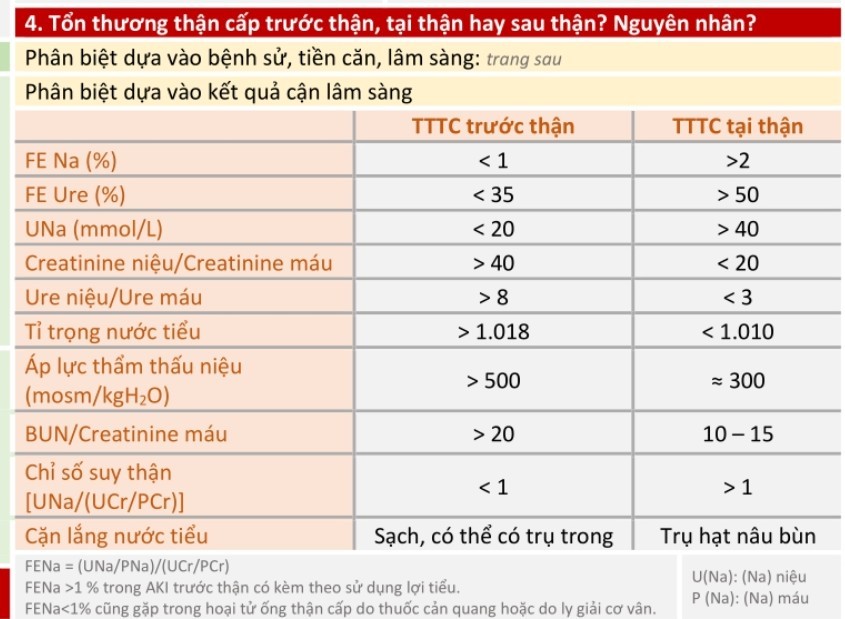 4. Tổn thương thận cấp trước thận, tại thận hay sau thận? Nguyên nhân?
Phân biệt dựa vào bệnh sử, tiền căn, lâm sàng: trang sau
Phân biệt dựa vào kết quả cận lâm sàng
TTTC trước thận TTTC tại thận
FE Na (%) < 1 >2
FE Ure (%) < 35 > 50
UNa (mmol/L) < 20 > 40
Creatinine niệu/Creatinine máu > 40 < 20
Ure niệu/Ure máu > 8 < 3
Tỉ trọng nước tiểu > 1.018 < 1.010
Áp lực thẩm thấu niệu
(mosm/kgH₂O) > 500 ≈ 300
BUN/Creatinine máu > 20 10 – 15
Chỉ số suy thận
[UNa/(UCr/PCr)] < 1 > 1
Cặn lắng nước tiểu Sạch, có thể có trụ trong Trụ hạt nâu bùn
FENa = (UNa/PNa)/(UCr/PCr)
FENa >1 % trong AKI trước thận có kèm theo sử dụng lợi tiểu.
FENa<1% cũng gặp trong hoại tử ống thận cấp do thuốc cản quang hoặc do ly giải cơ vân.
U(Na): (Na) niệu
P (Na): (Na) máu